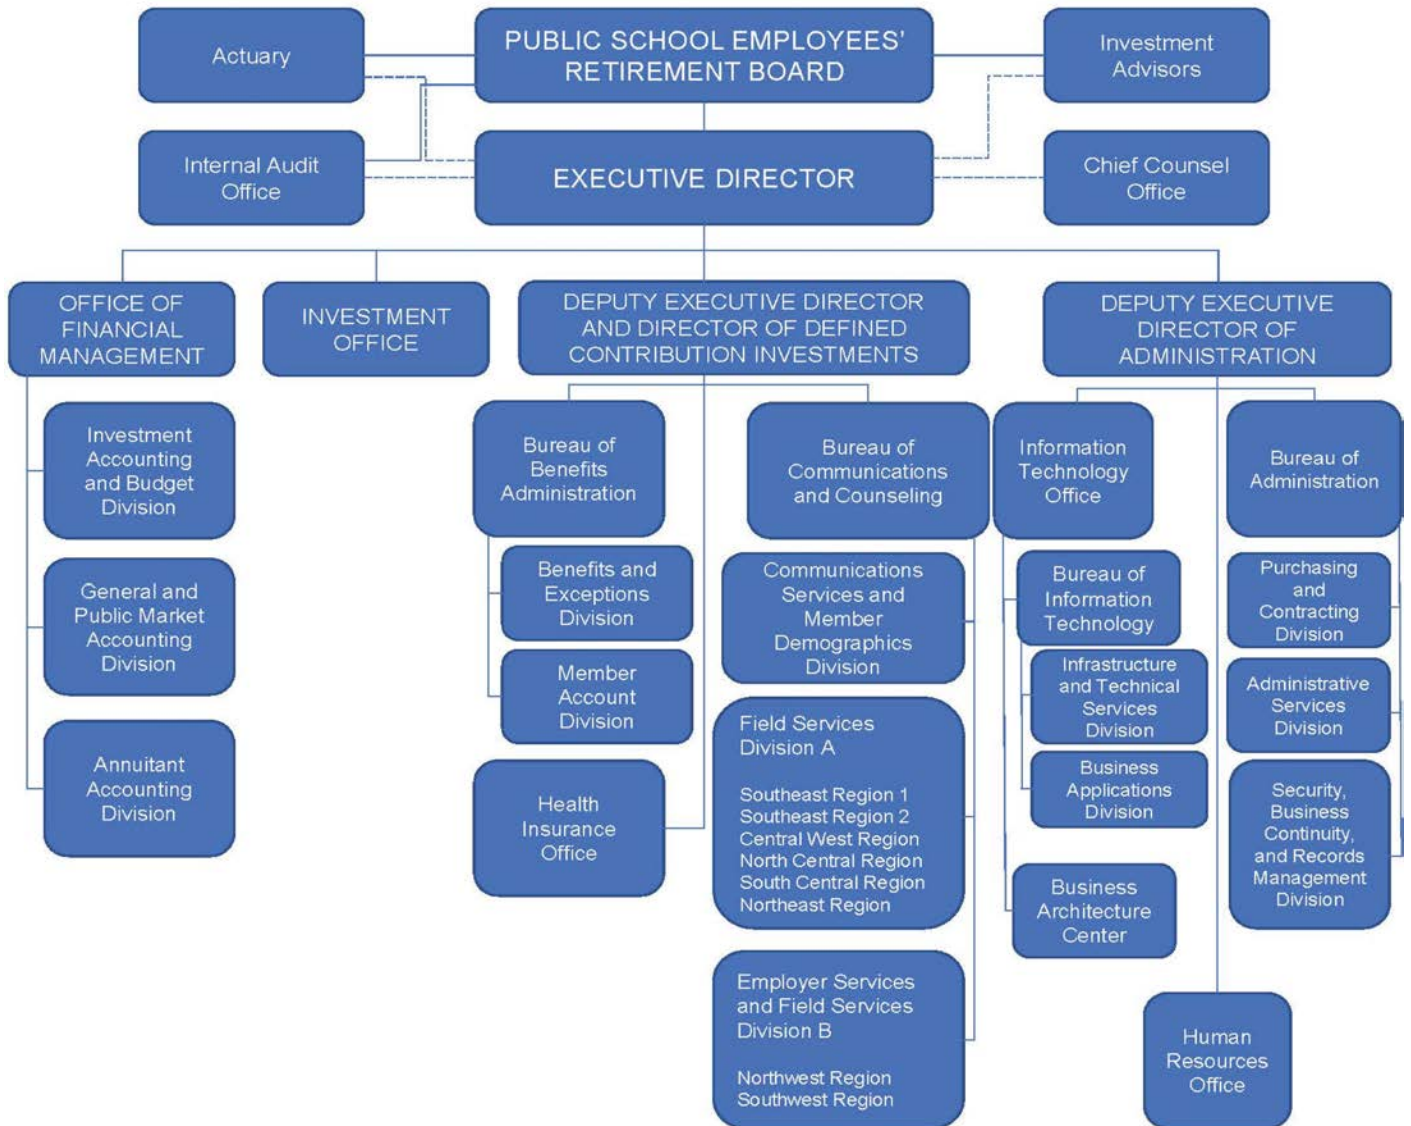 Actuary
PUBLIC SCHOOL EMPLOYEES’
RETIREMENT BOARD
Investment
Advisors
Internal Audit
Office
EXECUTIVE DIRECTOR
Chief Counsel
Office
OFFICE OF
FINANCIAL
MANAGEMENT
INVESTMENT
OFFICE
DEPUTY EXECUTIVE DIRECTOR
AND DIRECTOR OF DEFINED
CONTRIBUTION INVESTMENTS
DEPUTY EXECUTIVE
DIRECTOR OF
ADMINISTRATION
Investment
Accounting
and Budget
Division
General and
Public Market
Accounting
Division
Annuitant
Accounting
Division
Bureau of
Benefits
Administration
Benefits and
Exceptions
Division
Member
Account
Division
Health
Insurance
Office
Bureau of
Communications
and Counseling
Communications
Services and
Member
Demographics
Division
Field Services
Division A
Southeast Region 1
Southeast Region 2
Central West Region
North Central Region
South Central Region
Northeast Region
Employer Services
and Field Services
Division B
Northwest Region
Southwest Region
Information
Technology
Office
Bureau of
Information
Technology
Infrastructure
and Technical
Services
Division
Business
Applications
Division
Business
Architecture
Center
Bureau of
Administration
Purchasing
and
Contracting
Division
Administrative
Services
Division
Security,
Business
Continuity,
and Records
Management
Division
Human
Resources
Office